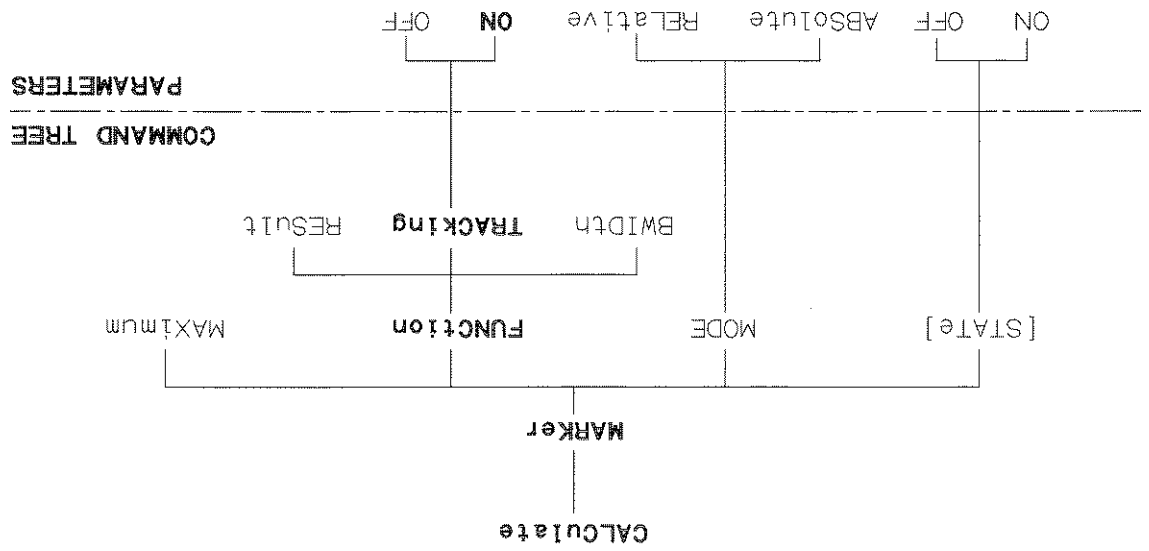 CALCulate
MARKer
[STATe] MODE FUNCtion MAXimum
BWIDth TRACking RESult
COMMAND TREE
PARAMETERS
ON OFF ABSolute RELative ON OFF